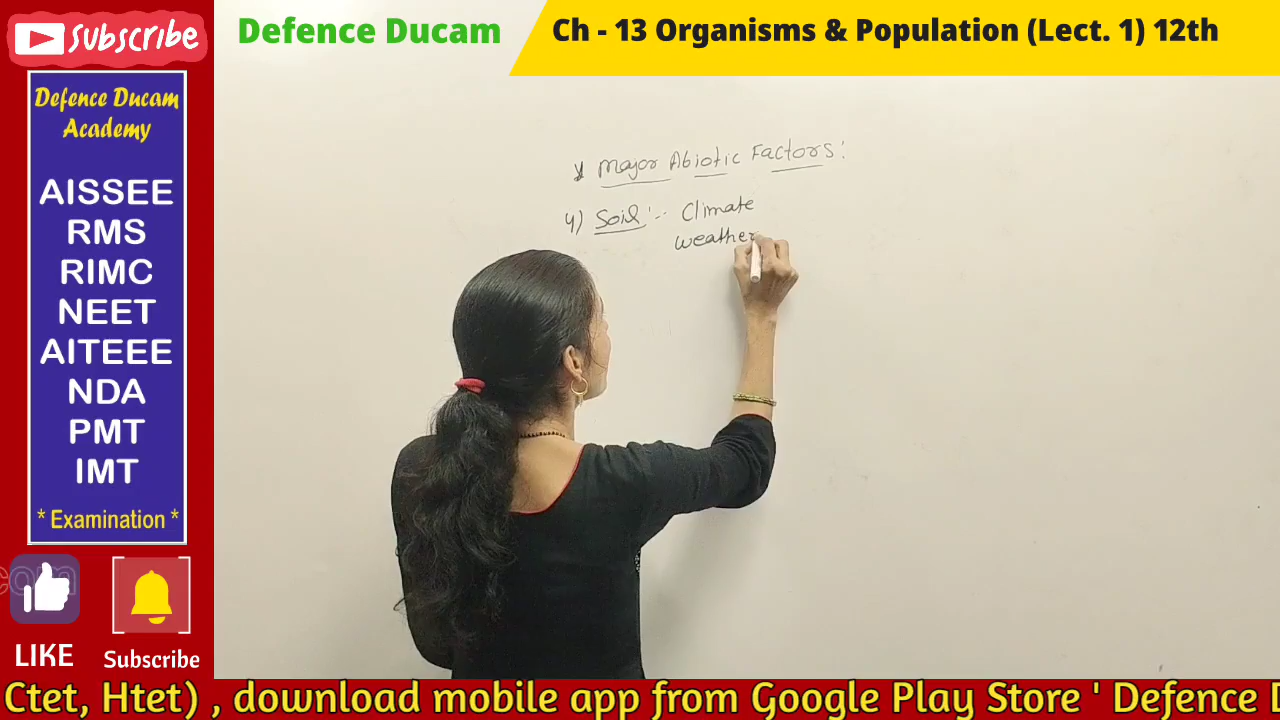 SUBSCRIBE
Defence Ducam
Ch - 13 Organisms & Population (Lect. 1) 12th
Defence Ducam
Academy
AISSEE
RMS
RIMC
NEET
AITEEE
NDA
PMT
IMT
* Examination *
com
LIKE
Subscribe
Major Abiotic Factors:
4) Soil :- Climate
weather
Ctet, Htet) , download mobile app from Google Play Store ' Defence D